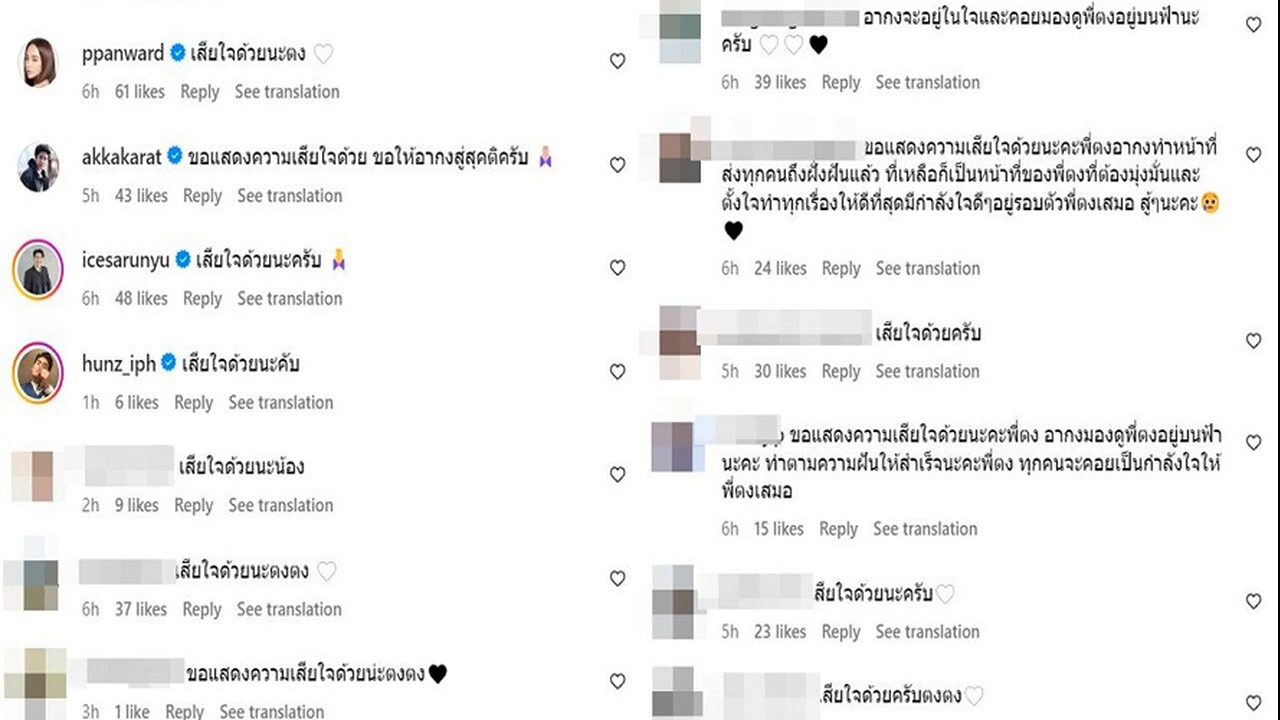 ppanward เสียใจด้วยนะตง 🤍
6h 61 likes Reply See translation
akkakarat ขอแสดงความเสียใจด้วย ขอให้อากงสู่สุคติครับ 🙏🏼
5h 43 likes Reply See translation
icesarunyu เสียใจด้วยนะครับ 🙏
6h 48 likes Reply See translation
hunz_iph เสียใจด้วยนะคับ
1h 6 likes Reply See translation
เสียใจด้วยนะน้อง
2h 9 likes Reply See translation
เสียใจด้วยนะตงตง 🤍
6h 37 likes Reply See translation
ขอแสดงความเสียใจด้วยน่ะตงตง🖤
3h 1 like Reply See translation
อากงจะอยู่ในใจและคอยมองดูพี่ตงอยู่บนฟ้านะ
ครับ 🤍 🤍 🖤
6h 39 likes Reply See translation
ขอแสดงความเสียใจด้วยนะคะพี่ตงอากงทำหน้าที่
ส่งทุกคนถึงฝั่งฝันแล้ว ที่เหลือก็เป็นหน้าที่ของพี่ตงที่ต้องมุ่งมั่นและ
ตั้งใจทำทุกเรื่องให้ดีที่สุดมีกำลังใจดีๆอยู่รอบตัวพี่ตงเสมอ สู้ๆนะคะ😢
🖤
6h 24 likes Reply See translation
เสียใจด้วยครับ
5h 30 likes Reply See translation
ขอแสดงความเสียใจด้วยนะคะพี่ตง อากงมองดูพี่ตงอยู่บนฟ้า
นะคะ ทำตามความฝันให้สำเร็จนะคะพี่ตง ทุกคนจะคอยเป็นกำลังใจให้
พี่ตงเสมอ
6h 15 likes Reply See translation
สียใจด้วยนะครับ🤍
5h 23 likes Reply See translation
เสียใจด้วยครับตงตง🤍